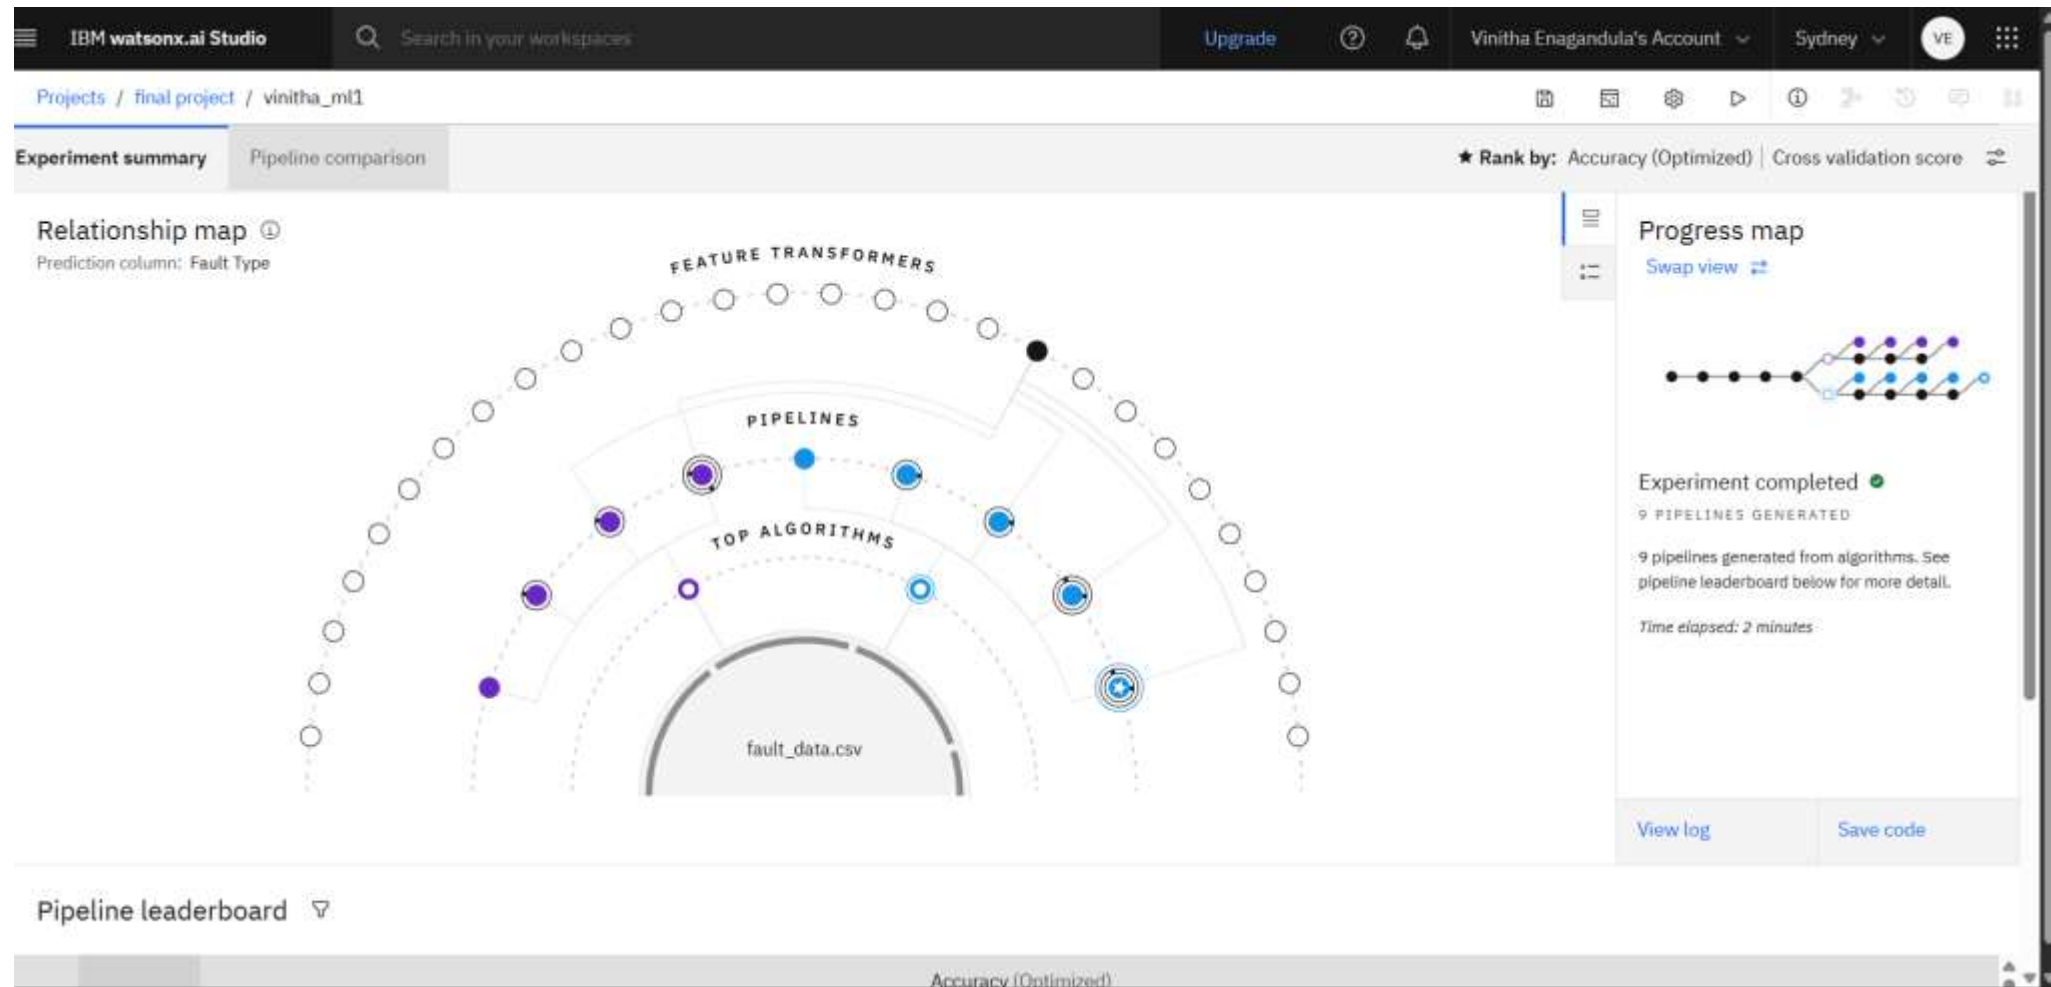 IBM watsonx.ai Studio
Search in your workspaces
Upgrade
Vinitha Enagandula's Account
Sydney
VE
Projects / final project / vinitha_ml1
Experiment summary
Pipeline comparison
★ Rank by: Accuracy (Optimized) | Cross validation score
Relationship map
Prediction column: Fault Type
FEATURE TRANSFORMERS
PIPELINES
TOP ALGORITHMS
fault_data.csv
Progress map
Swap view
Experiment completed
9 PIPELINES GENERATED
9 pipelines generated from algorithms. See
pipeline leaderboard below for more detail.
Time elapsed: 2 minutes
View log
Save code
Pipeline leaderboard
Accuracy (Optimized)